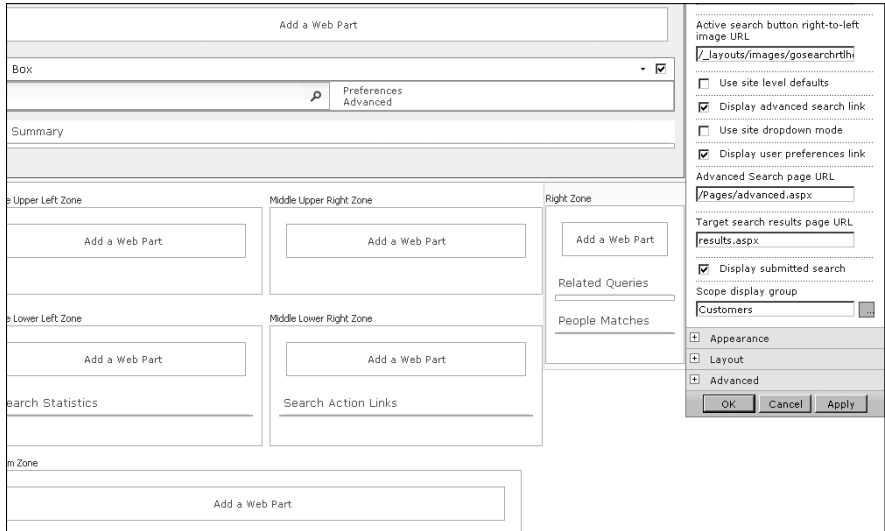 Add a Web Part
Box
Preferences
Advanced
Summary
Upper Left Zone
Middle Upper Right Zone
Right Zone
Add a Web Part
Add a Web Part
Add a Web Part
Related Queries
People Matches
Lower Left Zone
Middle Lower Right Zone
Add a Web Part
Add a Web Part
earch Statistics
Search Action Links
m Zone
Add a Web Part
Active search button right-to-left
image URL
/_layouts/images/gosearchrtlh
Use site level defaults
Display advanced search link
Use site dropdown mode
Display user preferences link
Advanced Search page URL
/Pages/advanced.aspx
Target search results page URL
results.aspx
Display submitted search
Scope display group
Customers
...
Appearance
Layout
Advanced
OK Cancel Apply